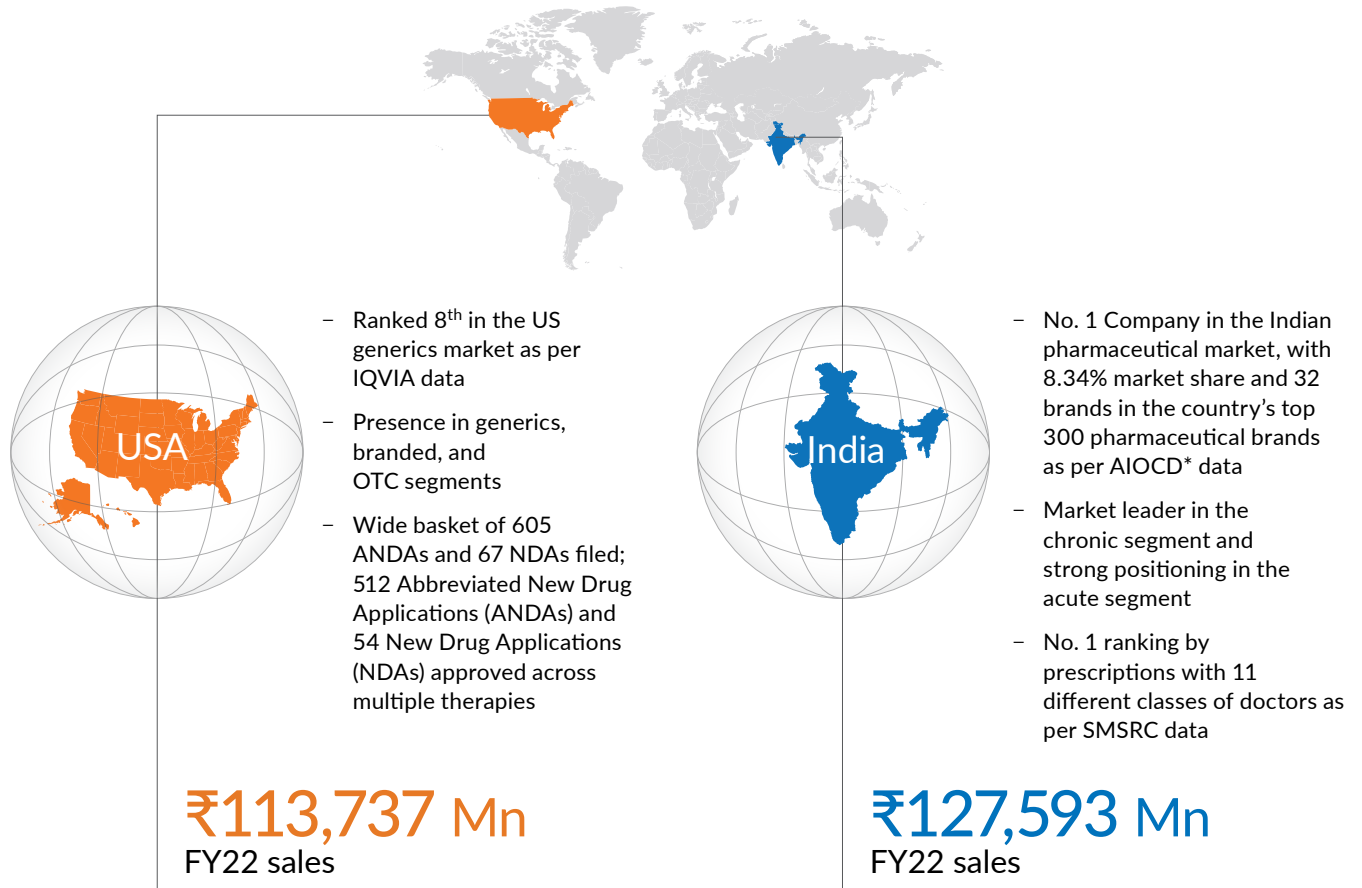 USA
– Ranked 8th in the US
generics market as per
IQVIA data
– Presence in generics,
branded, and
OTC segments
– Wide basket of 605
ANDAs and 67 NDAs filed;
512 Abbreviated New Drug
Applications (ANDAs) and
54 New Drug Applications
(NDAs) approved across
multiple therapies
₹113,737 Mn
FY22 sales
India
– No. 1 Company in the Indian
pharmaceutical market, with
8.34% market share and 32
brands in the country’s top
300 pharmaceutical brands
as per AIOCD* data
– Market leader in the
chronic segment and
strong positioning in the
acute segment
– No. 1 ranking by
prescriptions with 11
different classes of doctors as
per SMSRC data
₹127,593 Mn
FY22 sales